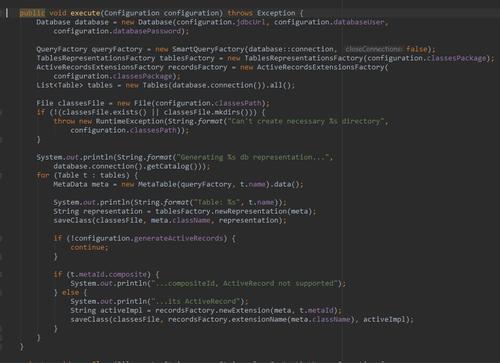 public void execute(Configuration configuration) throws Exception {
Database database = new Database(configuration.jdbcUrl, configuration.databaseUser,
configuration.databasePassword);
QueryFactory queryFactory = new SmartQueryFactory(database::connection, closeConnections: false);
TablesRepresentationsFactory tablesFactory = new TablesRepresentationsFactory(configuration.classesPackage);
ActiveRecordsExtensionsFactory recordsFactory = new ActiveRecordsExtensionsFactory(
configuration.classesPackage);
List<Table> tables = new Tables(database.connection()).all();
File classesFile = new File(configuration.classesPath);
if (!(classesFile.exists() || classesFile.mkdirs())) {
throw new RuntimeException(String.format("Can't create necessary %s directory",
configuration.classesPath));
}
System.out.println(String.format("Generating %s db representation...",
database.connection().getCatalog()));
for (Table t : tables) {
MetaData meta = new MetaTable(queryFactory, t.name).data();
System.out.println(String.format("Table: %s", t.name));
String representation = tablesFactory.newRepresentation(meta);
saveClass(classesFile, meta.className, representation);
if (!configuration.generateActiveRecords) {
continue;
}
if (t.metaId.composite) {
System.out.println("...compositeId, ActiveRecord not supported");
} else {
System.out.println("...its ActiveRecord");
String activeImpl = recordsFactory.newExtension(meta, t.metaId);
saveClass(classesFile, recordsFactory.extensionName(meta.className), activeImpl);
}
}
}